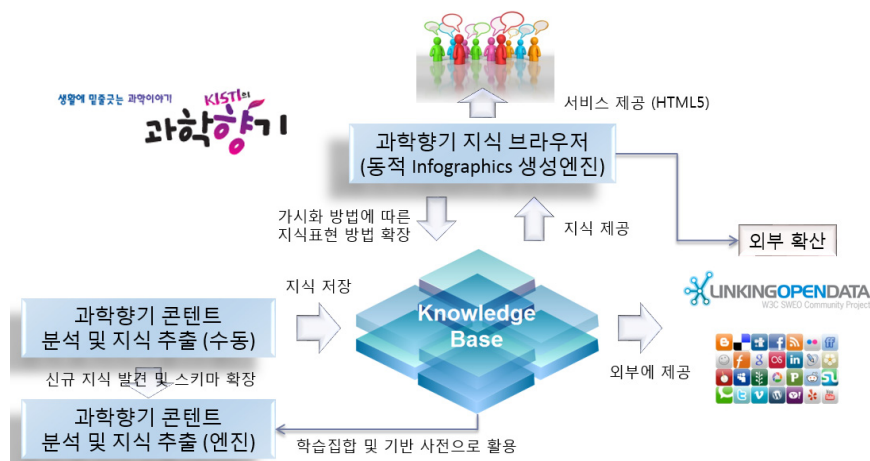 생활에 밑줄긋는 과학이야기
KISTI의
과학향기
서비스 제공 (HTML5)
과학향기 지식 브라우저
(동적 Infographics 생성엔진)
가시화 방법에 따른
지식표현 방법 확장
지식 제공
외부 확산
지식 저장
Knowledge
Base
LINKINGOPENDATA
W3C SWEO Community Project
과학향기 콘텐트
분석 및 지식 추출 (수동)
외부에 제공
신규 지식 발견 및 스키마 확장
과학향기 콘텐트
분석 및 지식 추출 (엔진)
학습집합 및 기반 사전으로 활용